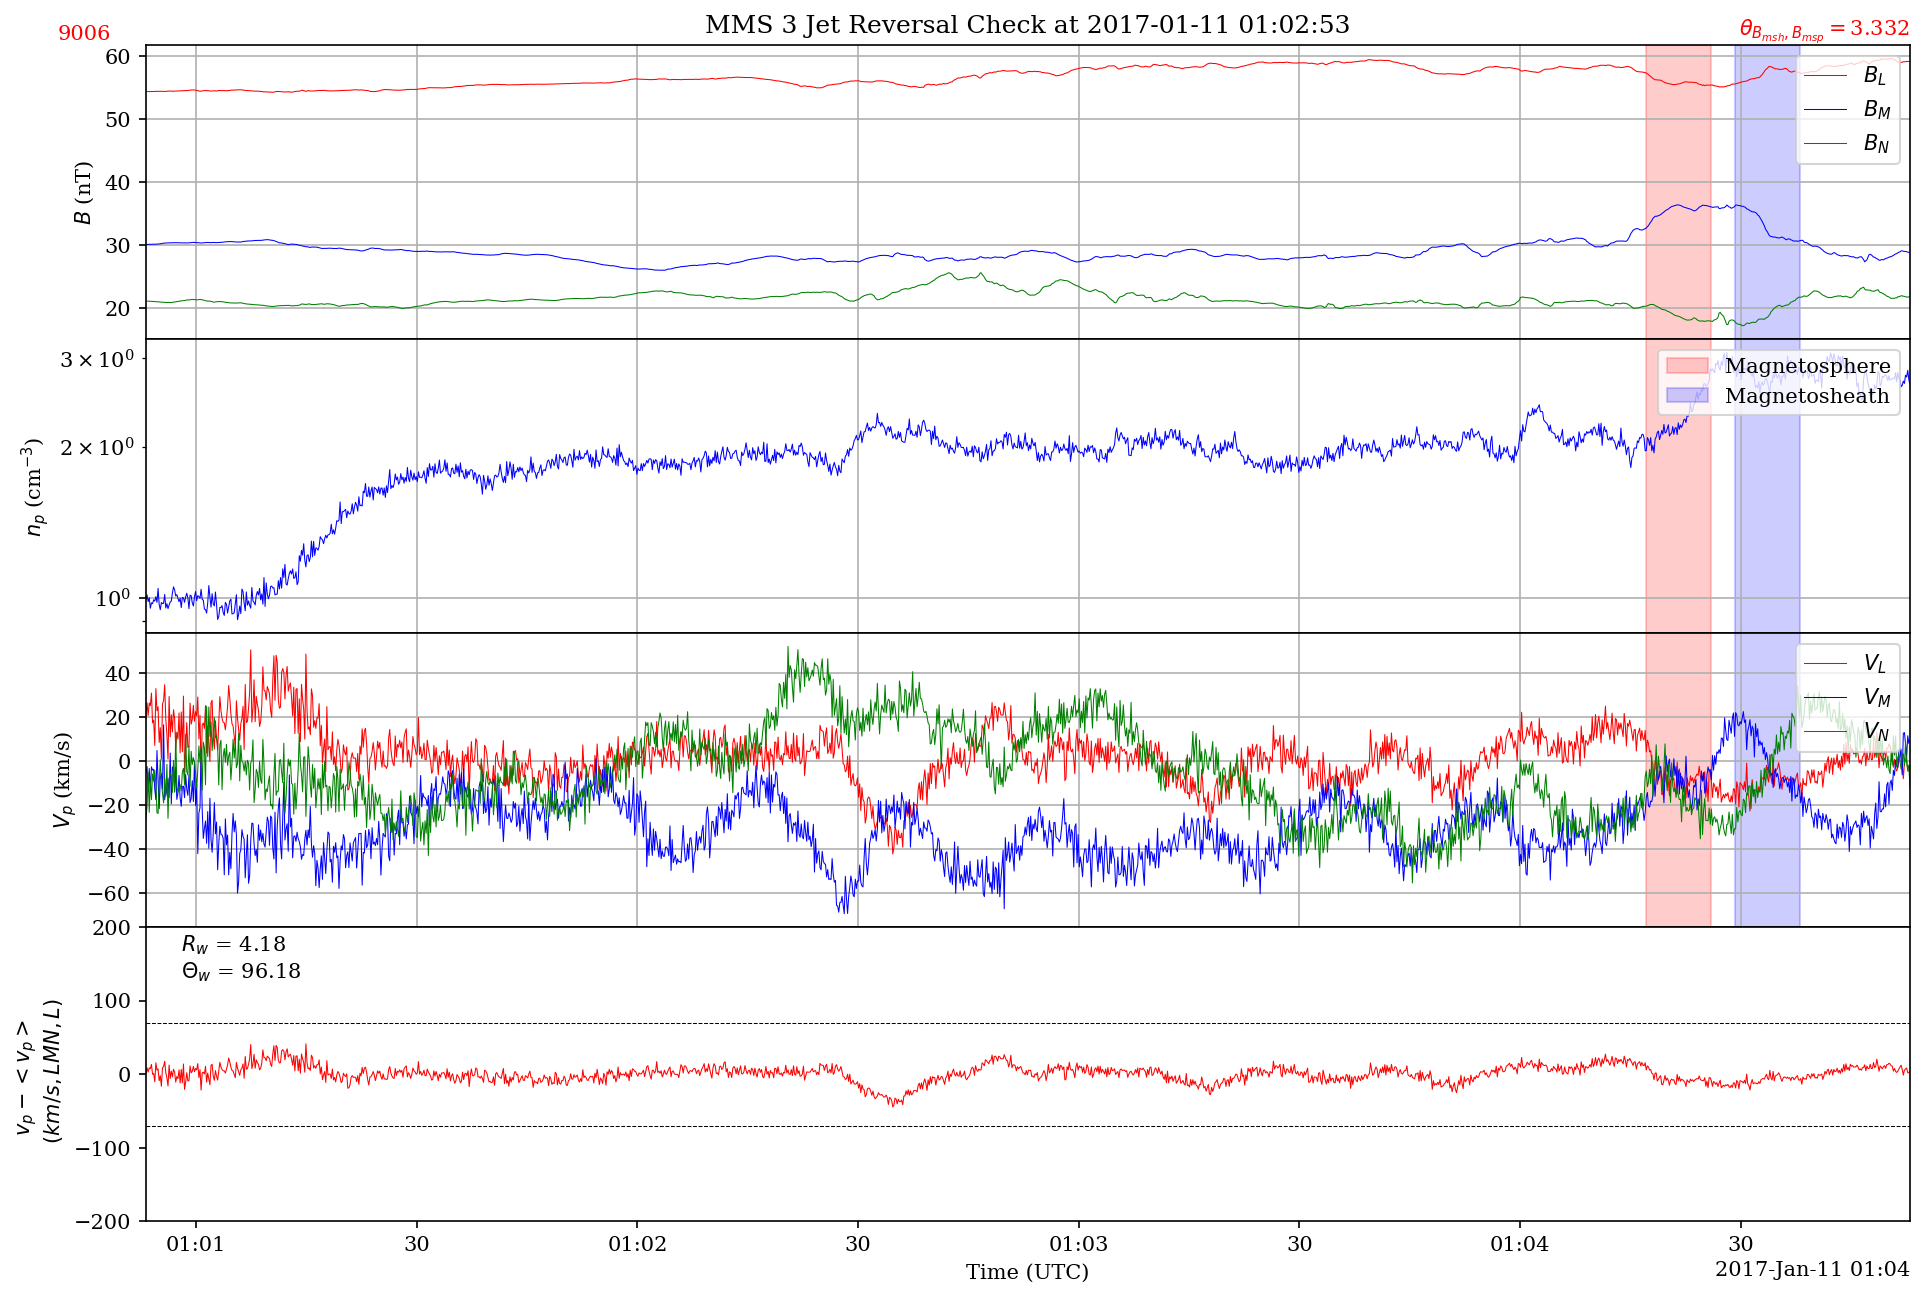 9006
MMS 3 Jet Reversal Check at 2017-01-11 01:02:53
θ_{B_{msh}, B_{msp}} = 3.332
60
50
40
30
20
B (nT)
B_L
B_M
B_N
3 × 10^0
2 × 10^0
10^0
n_p (cm^{−3})
Magnetosphere
Magnetosheath
40
20
0
−20
−40
−60
V_p (km/s)
V_L
V_M
V_N
200
100
0
−100
−200
v_p − < v_p >
(km/s, LMN, L)
R_w = 4.18
Θ_w = 96.18
01:01
30
01:02
30
01:03
30
01:04
30
Time (UTC)
2017-Jan-11 01:04